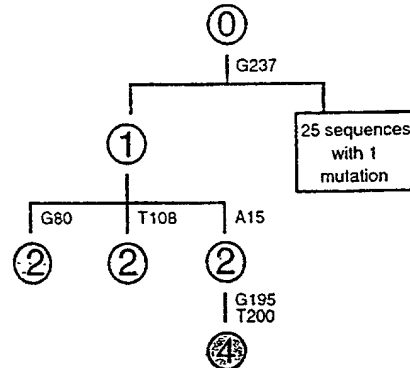 0
G237
1
25 sequences
with 1
mutation
G80
T108
A15
2
2
2
G195
T200
4